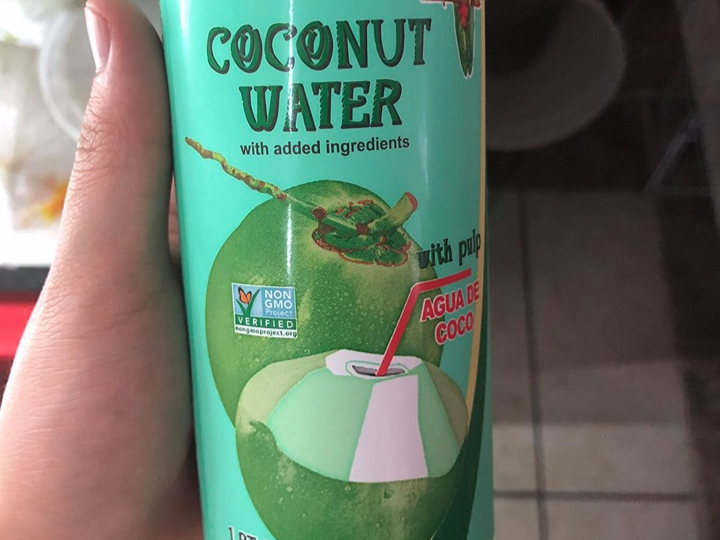 COCONUT
WATER
with added ingredients
with pulp
AGUA DE
COCO
NON
GMO
Project
VERIFIED
nongmoproject.org